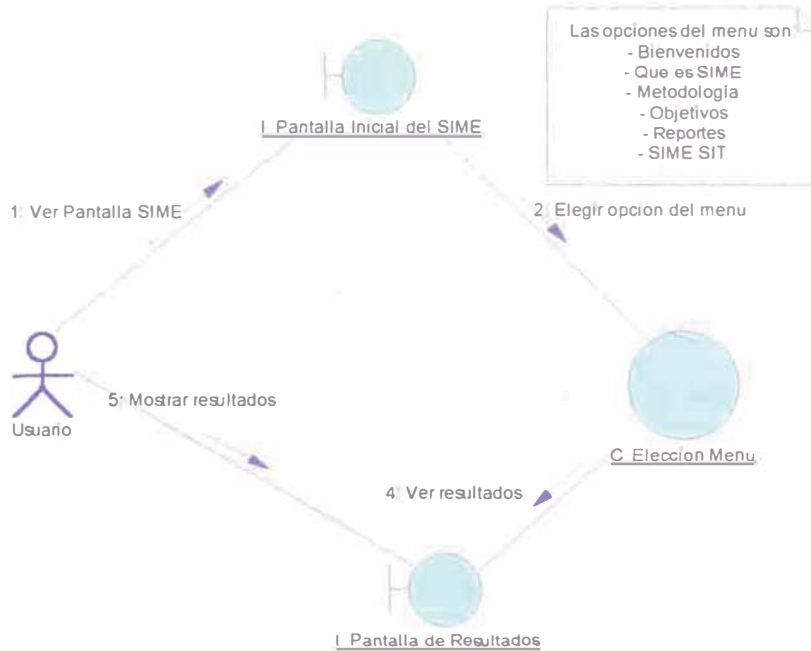 Las opciones del menu son
- Bienvenidos
- Que es SIME
- Metodología
- Objetivos
- Reportes
- SIME SIT
I Pantalla Inicial del SIME
1: Ver Pantalla SIME
2: Elegir opcion del menu
5: Mostrar resultados
Usuario
C Eleccion Menu
4: Ver resultados
I Pantalla de Resultados